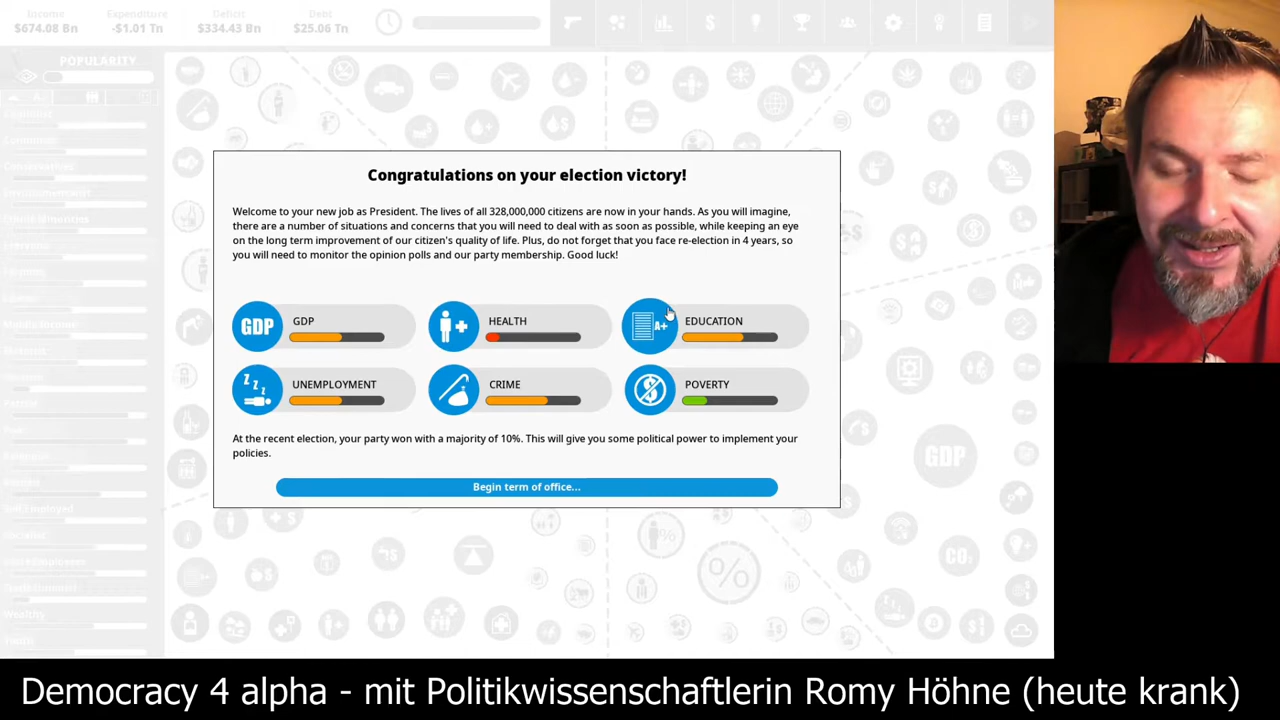 Income
Expenditure
Deficit
Debt
$674.08 Bn
-$1.01 Tn
$334.43 Bn
$25.06 Tn
POPULARITY
Congratulations on your election victory!
Welcome to your new job as President. The lives of all 328,000,000 citizens are now in your hands. As you will imagine,
there are a number of situations and concerns that you will need to deal with as soon as possible, while keeping an eye
on the long term improvement of our citizen's quality of life. Plus, do not forget that you face re-election in 4 years, so
you will need to monitor the opinion polls and our party membership. Good luck!
GDP
GDP
HEALTH
A+
EDUCATION
Z Z Z
UNEMPLOYMENT
CRIME
POVERTY
At the recent election, your party won with a majority of 10%. This will give you some political power to implement your
policies.
Begin term of office...
GDP
CO₂
%
Wealthy
Democracy 4 alpha - mit Politikwissenschaftlerin Romy Höhne (heute krank)